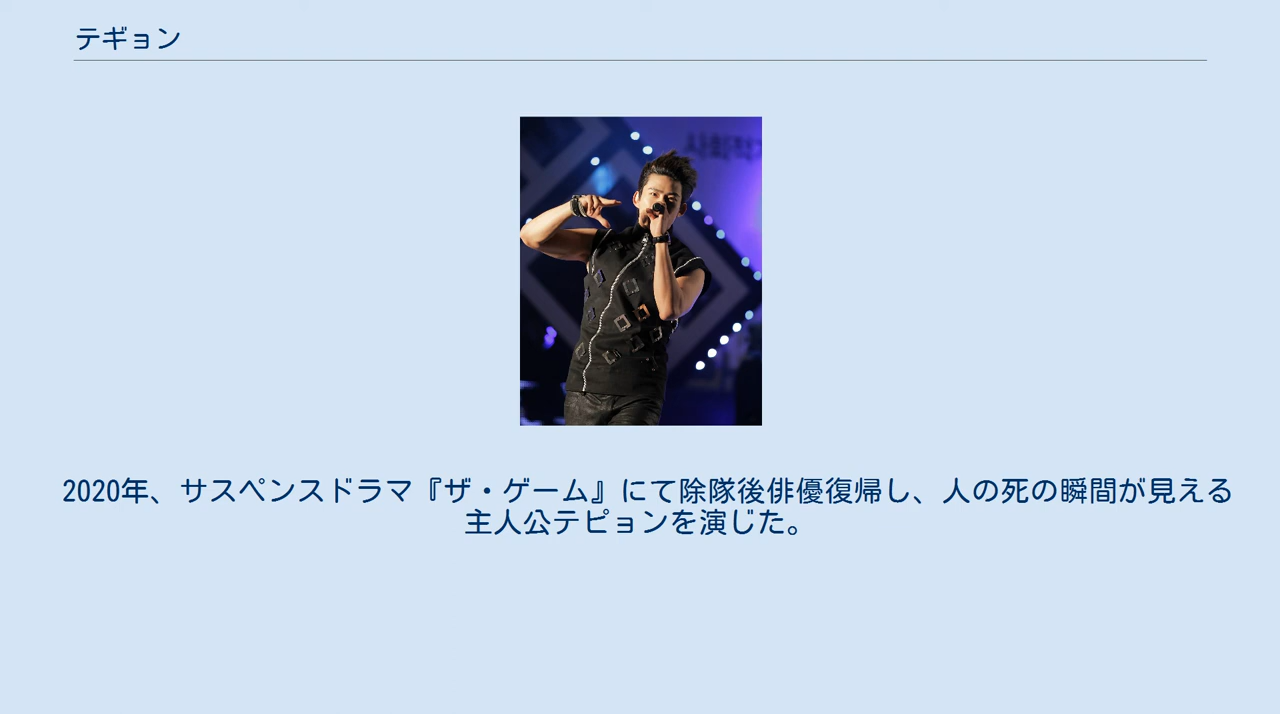 テギョン
2020年、サスペンスドラマ『ザ・ゲーム』にて除隊後俳優復帰し、人の死の瞬間が見える
主人公テピョンを演じた。